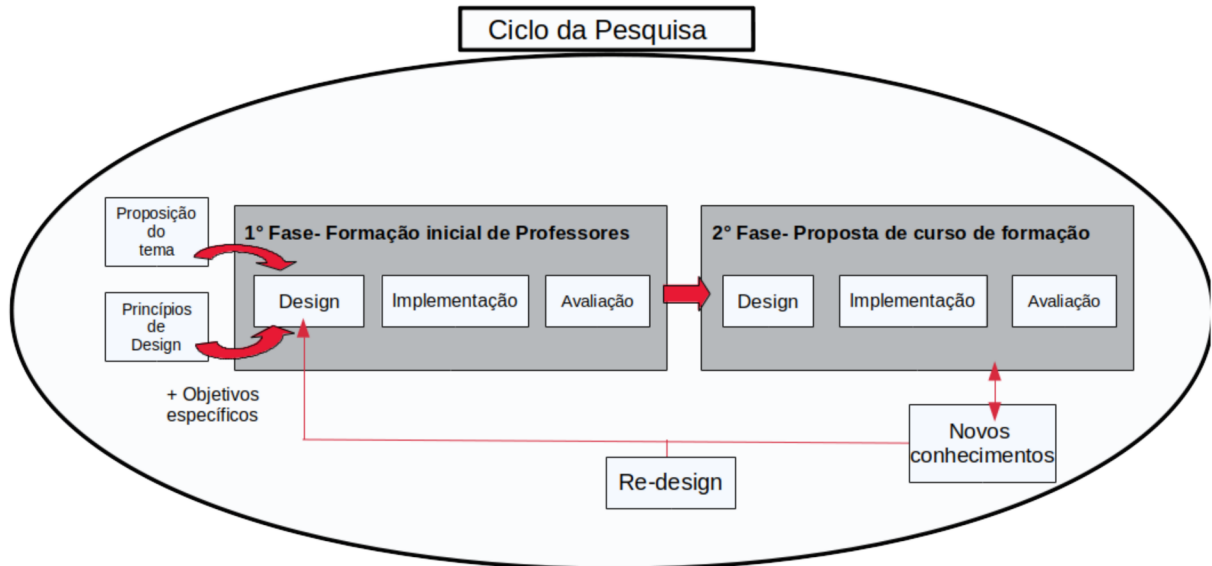 Ciclo da Pesquisa
Proposição
do
tema
Princípios
de
Design
+ Objetivos
específicos
1° Fase- Formação inicial de Professores
Design
Implementação
Avaliação
2° Fase- Proposta de curso de formação
Design
Implementação
Avaliação
Novos
conhecimentos
Re-design